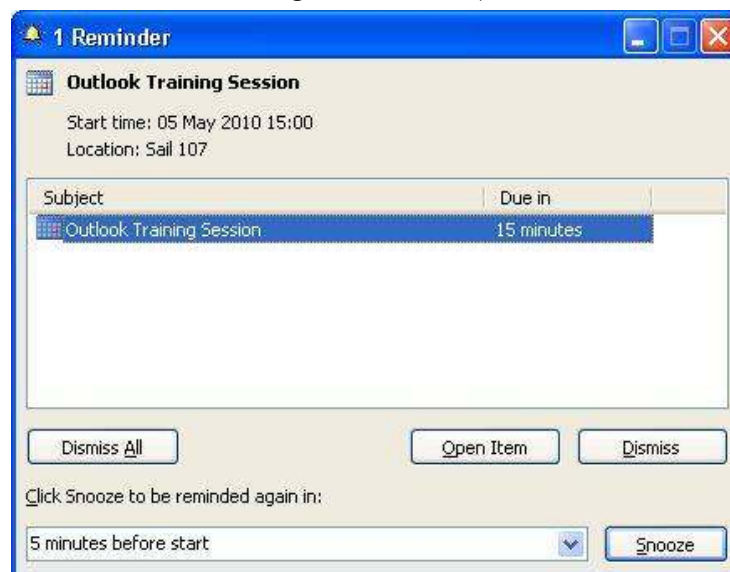 1 Reminder
Outlook Training Session
Start time: 05 May 2010 15:00
Location: Sail 107
Subject Due in
Outlook Training Session 15 minutes
Dismiss All Open Item Dismiss
Click Snooze to be reminded again in:
5 minutes before start Snooze